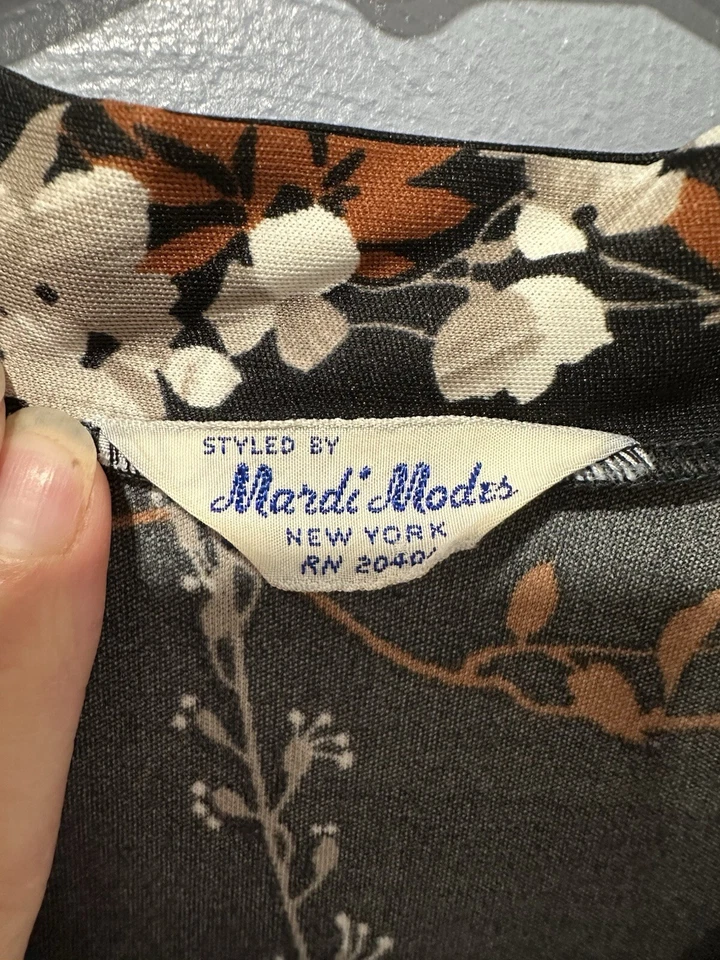 STYLED BY
Mardi Modes
NEW YORK
RN 2040